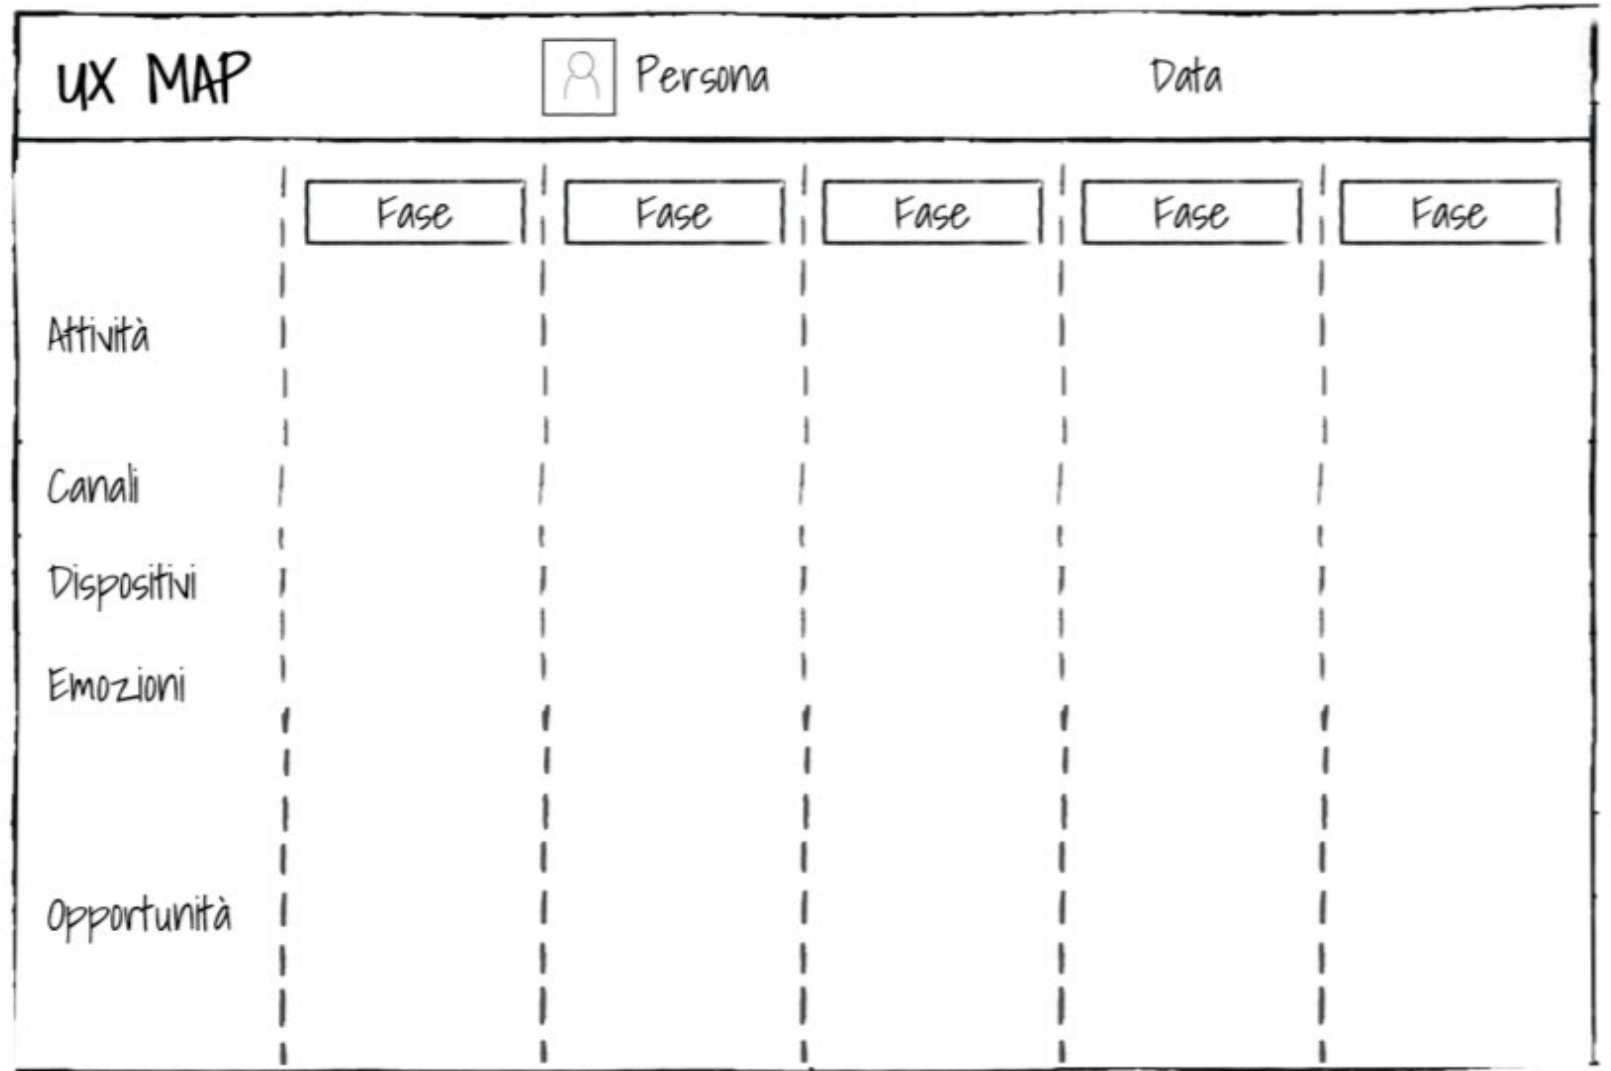 UX MAP
Persona
Data
Fase
Fase
Fase
Fase
Fase
Attività
Canali
Dispositivi
Emozioni
Opportunità